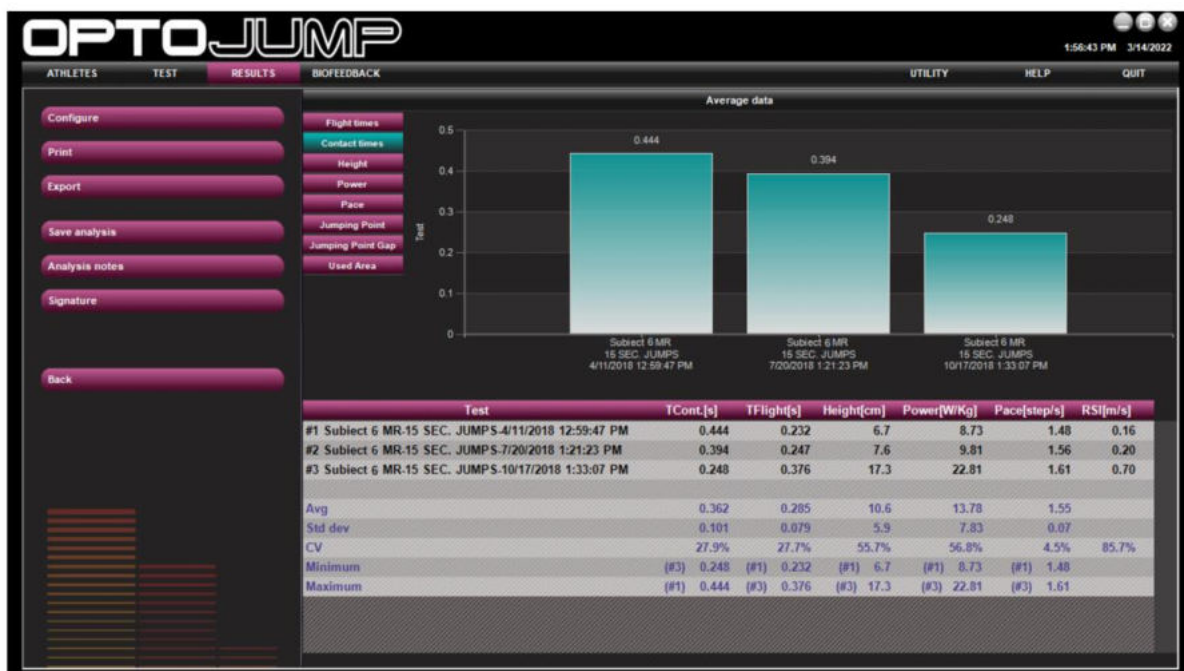 OPTOJUMP
1:56:43 PM 3/14/2022
ATHLETES TEST RESULTS BIOFEEDBACK UTILITY HELP QUIT
Configure
Print
Export
Save analysis
Analysis notes
Signature
Back
Average data
Flight times
Contact times
Height
Power
Pace
Jumping Point
Jumping Point Gap
Used Area
Test
0.5
0.4
0.3
0.2
0.1
0
0.444
0.394
0.248
Subiect 6 MR
15 SEC. JUMPS
4/11/2018 12:59:47 PM
Subiect 6 MR
15 SEC. JUMPS
7/20/2018 1:21:23 PM
Subiect 6 MR
15 SEC. JUMPS
10/17/2018 1:33:07 PM
Test TCont.[s] TFlight[s] Height[cm] Power[W/Kg] Pace[step/s] RSI[m/s]
#1 Subiect 6 MR-15 SEC. JUMPS-4/11/2018 12:59:47 PM 0.444 0.232 6.7 8.73 1.48 0.16
#2 Subiect 6 MR-15 SEC. JUMPS-7/20/2018 1:21:23 PM 0.394 0.247 7.6 9.81 1.56 0.20
#3 Subiect 6 MR-15 SEC. JUMPS-10/17/2018 1:33:07 PM 0.248 0.376 17.3 22.81 1.61 0.70
Avg 0.362 0.285 10.6 13.78 1.55
Std dev 0.101 0.079 5.9 7.83 0.07
CV 27.9% 27.7% 55.7% 56.8% 4.5% 85.7%
Minimum (#3) 0.248 (#1) 0.232 (#1) 6.7 (#1) 8.73 (#1) 1.48
Maximum (#1) 0.444 (#3) 0.376 (#3) 17.3 (#3) 22.81 (#3) 1.61